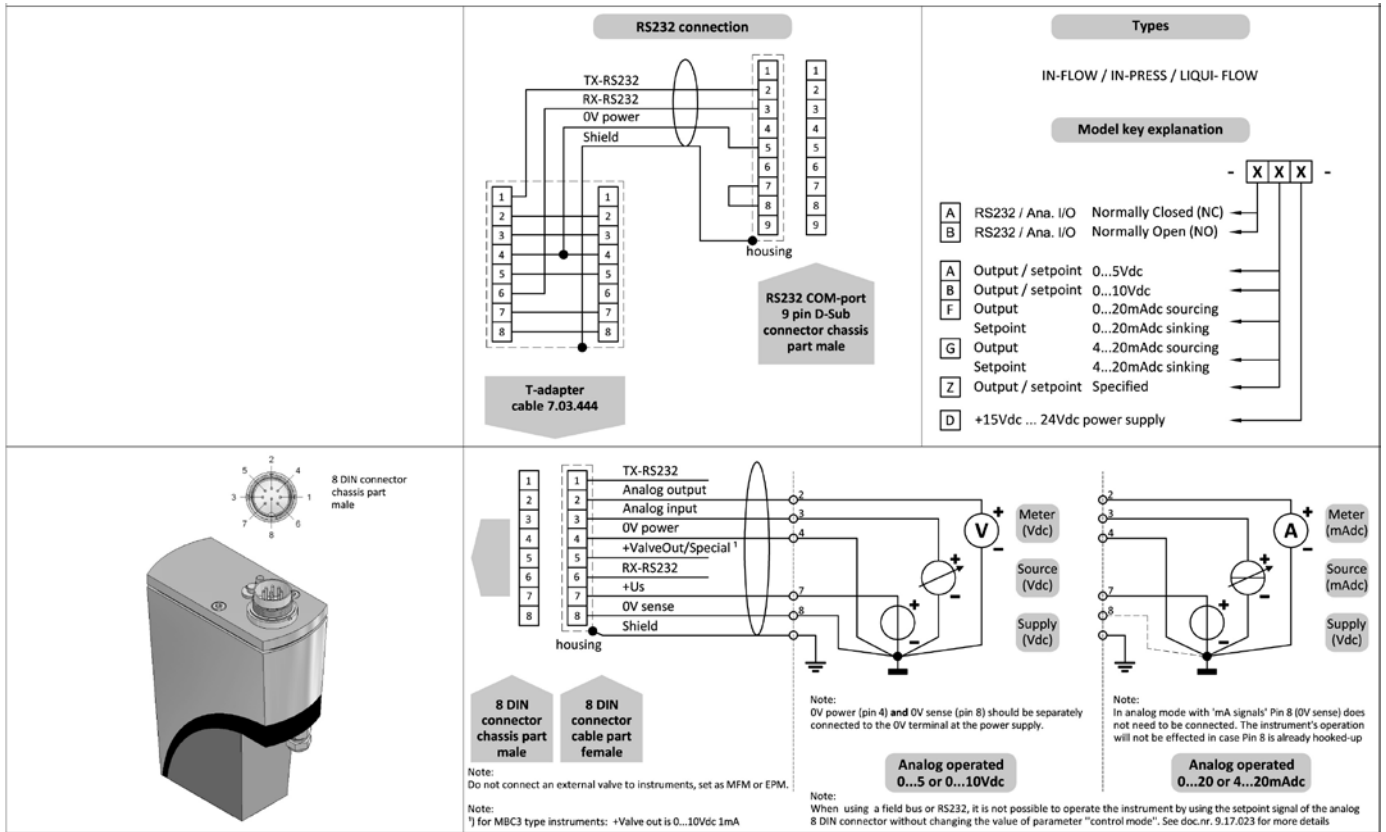 RS232 connection
TX-RS232
RX-RS232
0V power
Shield
1
2
3
4
5
6
7
8
9
1
2
3
4
5
6
7
8
9
housing
1
2
3
4
5
6
7
8
1
2
3
4
5
6
7
8
RS232 COM-port
9 pin D-Sub
connector chassis
part male
T-adapter
cable 7.03.444
Types
IN-FLOW / IN-PRESS / LIQUI- FLOW
Model key explanation
- X X X -
A RS232 / Ana. I/O Normally Closed (NC)
B RS232 / Ana. I/O Normally Open (NO)
A Output / setpoint 0...5Vdc
B Output / setpoint 0...10Vdc
F Output 0...20mAdc sourcing
Setpoint 0...20mAdc sinking
G Output 4...20mAdc sourcing
Setpoint 4...20mAdc sinking
Z Output / setpoint Specified
D +15Vdc ... 24Vdc power supply
2
5 4
3 1
7 6
8
8 DIN connector
chassis part
male
1
2
3
4
5
6
7
8
1
2
3
4
5
6
7
8
housing
TX-RS232
Analog output
Analog input
0V power
+ValveOut/Special ¹
RX-RS232
+Us
0V sense
Shield
8 DIN
connector
chassis part
male
8 DIN
connector
cable part
female
Note:
Do not connect an external valve to instruments, set as MFM or EPM.
Note:
¹) for MBC3 type instruments: +Valve out is 0...10Vdc 1mA
2
3
4
7
8
V
+
−
+
−
+
−
Meter
(Vdc)
Source
(Vdc)
Supply
(Vdc)
Note:
0V power (pin 4) and 0V sense (pin 8) should be separately
connected to the 0V terminal at the power supply.
Analog operated
0...5 or 0...10Vdc
2
3
4
7
8
A
+
−
+
−
+
−
Meter
(mAdc)
Source
(mAdc)
Supply
(Vdc)
Note:
In analog mode with 'mA signals' Pin 8 (0V sense) does
not need to be connected. The instrument's operation
will not be effected in case Pin 8 is already hooked-up
Analog operated
0...20 or 4...20mAdc
Note:
When using a field bus or RS232, it is not possible to operate the instrument by using the setpoint signal of the analog
8 DIN connector without changing the value of parameter "control mode". See doc.nr. 9.17.023 for more details